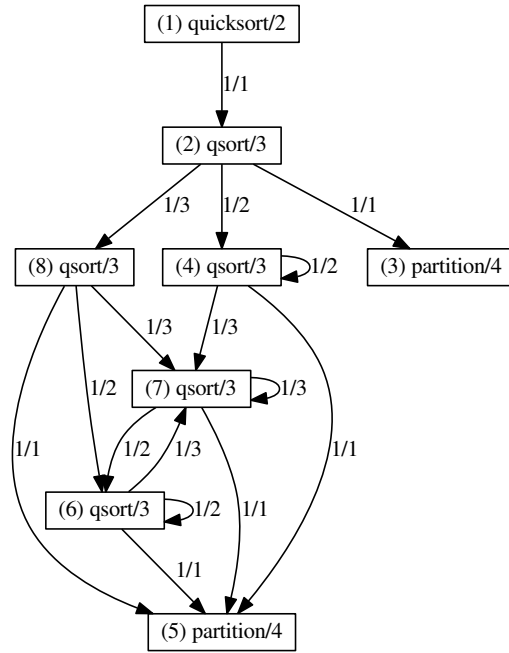 (1) quicksort/2
1/1
(2) qsort/3
1/3
1/2
1/1
(8) qsort/3
(4) qsort/3
1/2
(3) partition/4
1/3
1/3
(7) qsort/3
1/3
1/2
1/1
1/2
1/3
1/1
1/1
(6) qsort/3
1/2
1/1
(5) partition/4